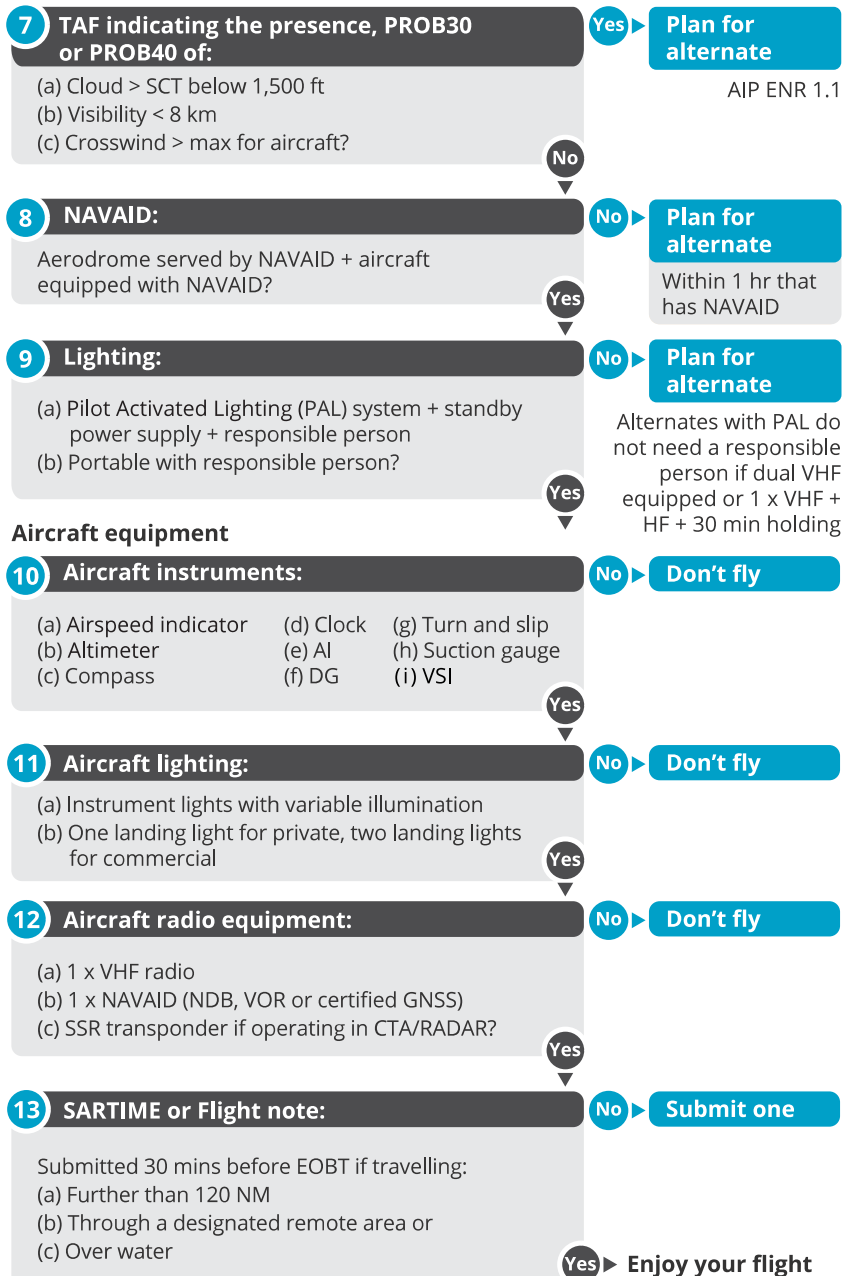 7
TAF indicating the presence, PROB30
or PROB40 of:
Yes
Plan for
alternate
AIP ENR 1.1
(a) Cloud > SCT below 1,500 ft
(b) Visibility < 8 km
(c) Crosswind > max for aircraft?
No
8
NAVAID:
No
Plan for
alternate
Within 1 hr that
has NAVAID
Aerodrome served by NAVAID + aircraft
equipped with NAVAID?
Yes
9
Lighting:
No
Plan for
alternate
Alternates with PAL do
not need a responsible
person if dual VHF
equipped or 1 x VHF +
HF + 30 min holding
(a) Pilot Activated Lighting (PAL) system + standby
power supply + responsible person
(b) Portable with responsible person?
Yes
Aircraft equipment
10
Aircraft instruments:
No
Don't fly
(a) Airspeed indicator
(b) Altimeter
(c) Compass
(d) Clock
(e) AI
(f) DG
(g) Turn and slip
(h) Suction gauge
(i) VSI
Yes
11
Aircraft lighting:
No
Don't fly
(a) Instrument lights with variable illumination
(b) One landing light for private, two landing lights
for commercial
Yes
12
Aircraft radio equipment:
No
Don't fly
(a) 1 x VHF radio
(b) 1 x NAVAID (NDB, VOR or certified GNSS)
(c) SSR transponder if operating in CTA/RADAR?
Yes
13
SARTIME or Flight note:
No
Submit one
Submitted 30 mins before EOBT if travelling:
(a) Further than 120 NM
(b) Through a designated remote area or
(c) Over water
Yes
Enjoy your flight